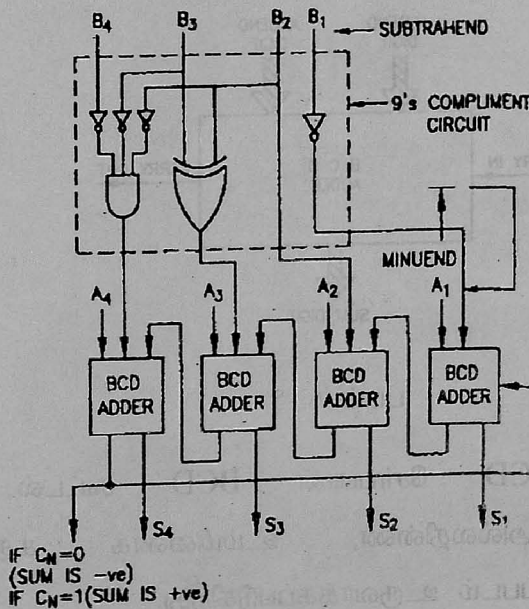 B4 B3 B2 B1
SUBTRAHEND
9's COMPLIMENT
CIRCUIT
MINUEND
A4 A3 A2 A1
BCD
ADDER
BCD
ADDER
BCD
ADDER
BCD
ADDER
S4 S3 S2 S1
IF CN=0
(SUM IS -ve)
IF CN=1(SUM IS +ve)